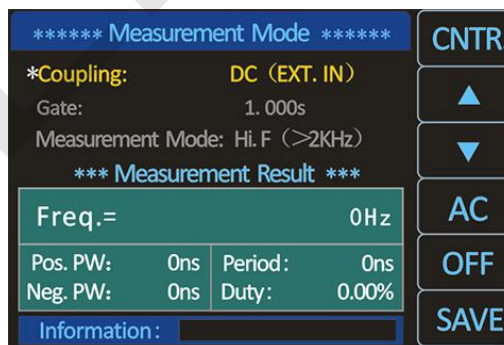 ****** Measurement Mode ******
*Coupling: DC（EXT. IN）
Gate: 1. 000s
Measurement Mode: Hi. F（>2KHz）
*** Measurement Result ***
Freq.= 0Hz
Pos. PW: 0ns Period: 0ns
Neg. PW: 0ns Duty: 0.00%
Information:
CNTR
▲
▼
AC
OFF
SAVE